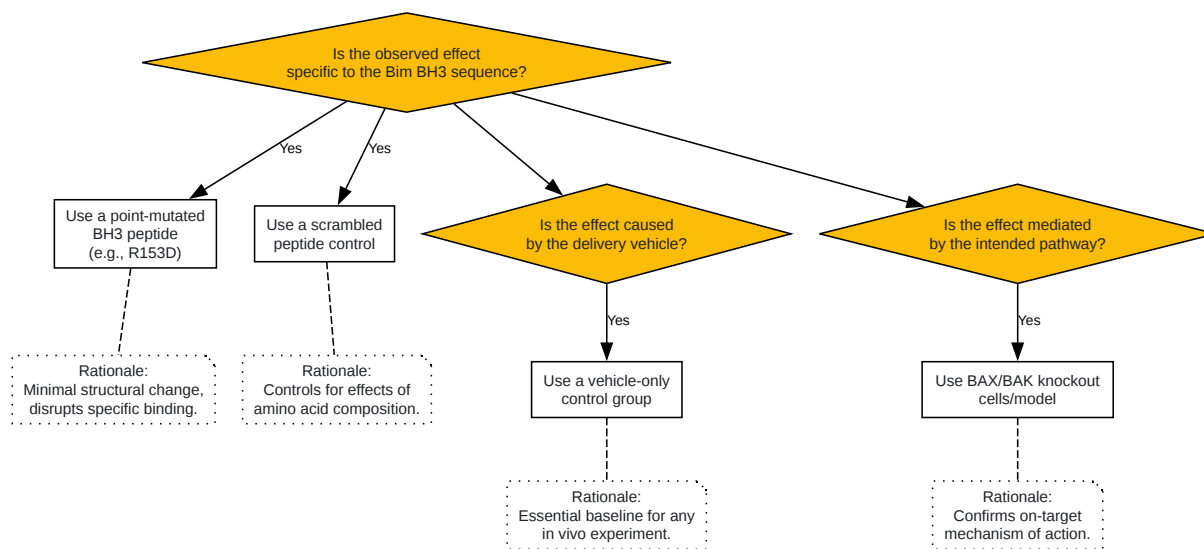 Is the observed effect
specific to the Bim BH3 sequence?
Yes
Yes
Use a point-mutated
BH3 peptide
(e.g., R153D)
Use a scrambled
peptide control
Is the effect caused
by the delivery vehicle?
Is the effect mediated
by the intended pathway?
Yes
Yes
Rationale:
Minimal structural change,
disrupts specific binding.
Rationale:
Controls for effects of
amino acid composition.
Use a vehicle-only
control group
Use BAX/BAK knockout
cells/model
Rationale:
Essential baseline for any
in vivo experiment.
Rationale:
Confirms on-target
mechanism of action.